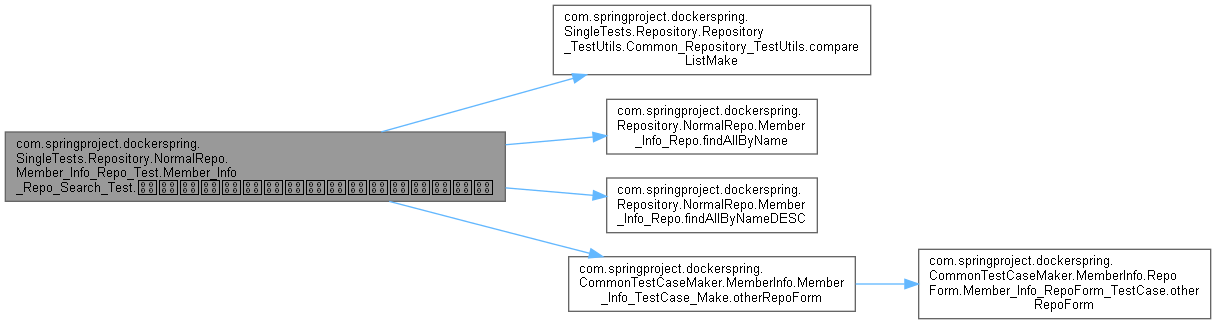 com.springproject.dockerspring.
SingleTests.Repository.Repository
_TestUtils.Common_Repository_TestUtils.compare
ListMake
com.springproject.dockerspring.
Repository.NormalRepo.Member
_Info_Repo.findAllByName
com.springproject.dockerspring.
SingleTests.Repository.NormalRepo.
Member_Info_Repo_Test.Member_Info
_Repo_Search_Test.
com.springproject.dockerspring.
Repository.NormalRepo.Member
_Info_Repo.findAllByNameDESC
com.springproject.dockerspring.
CommonTestCaseMaker.MemberInfo.Member
_Info_TestCase_Make.otherRepoForm
com.springproject.dockerspring.
CommonTestCaseMaker.MemberInfo.Repo
Form.Member_Info_RepoForm_TestCase.other
RepoForm